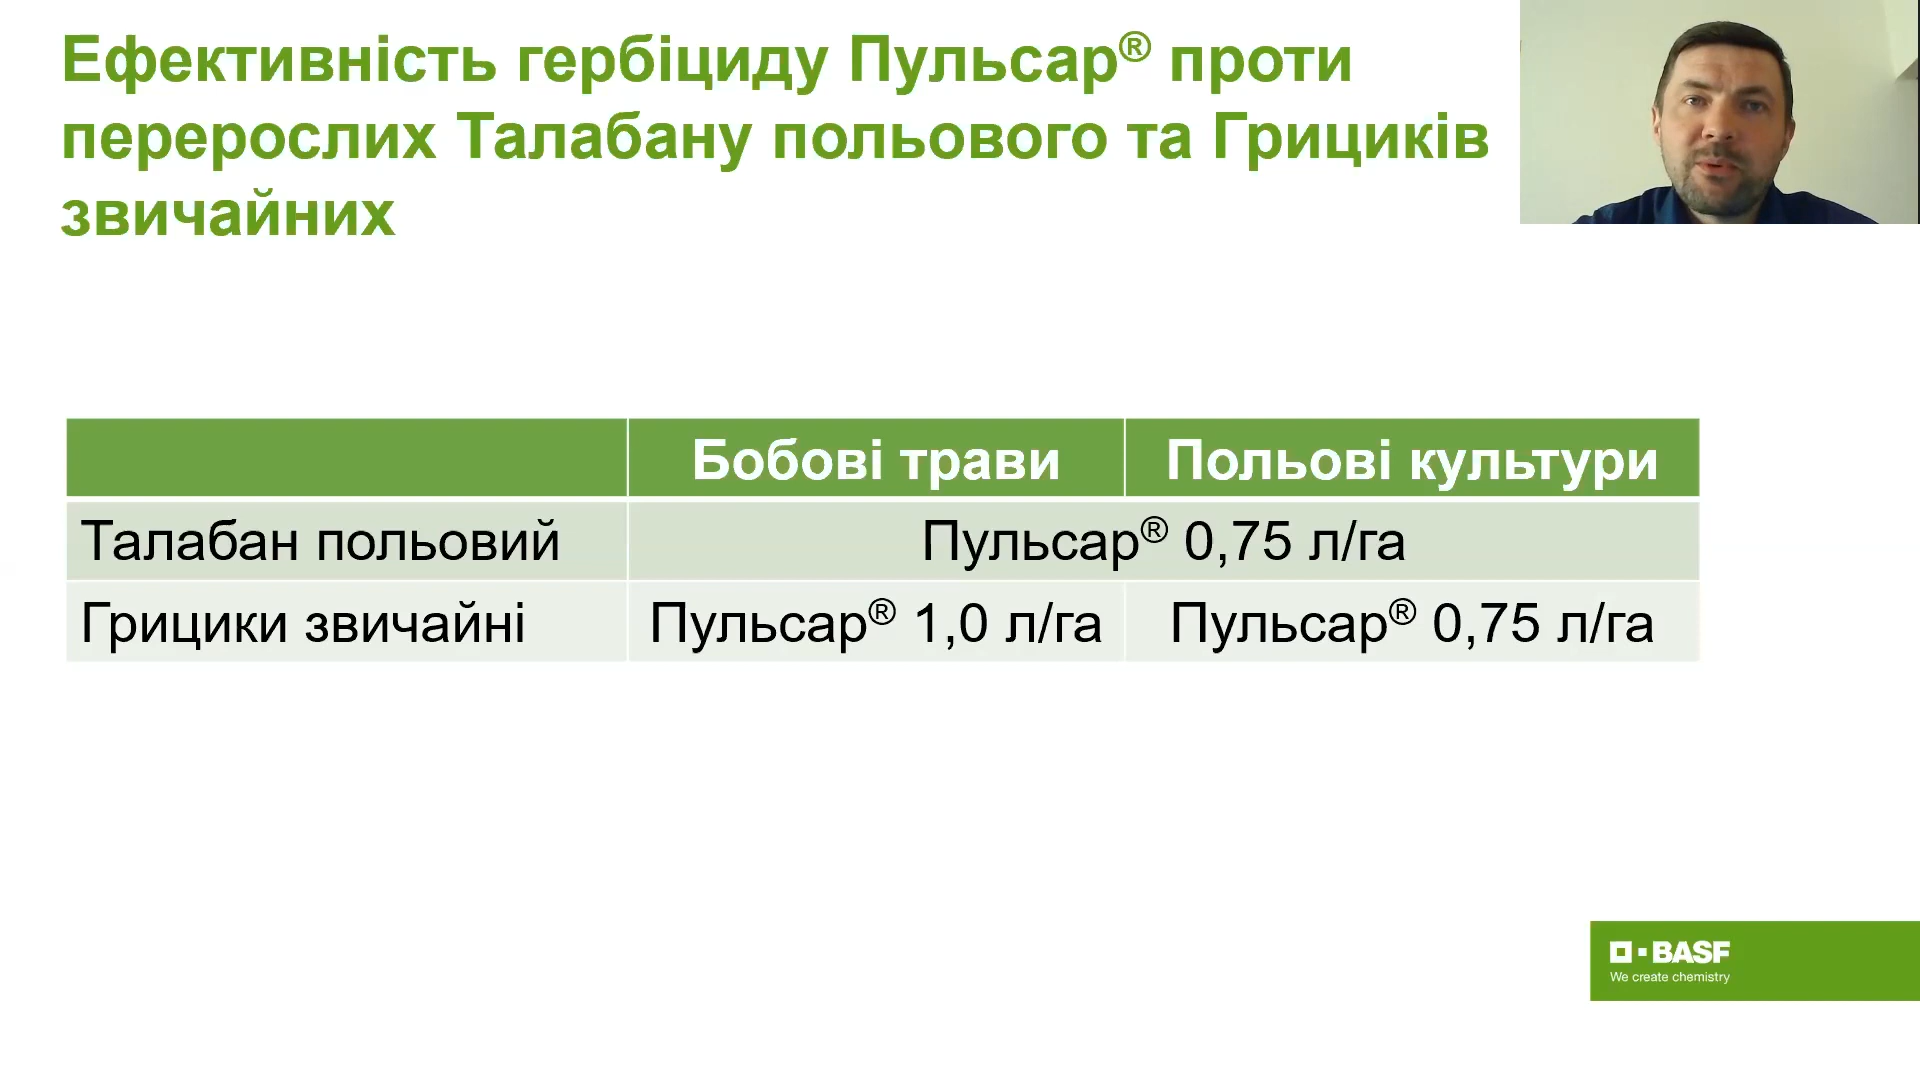 Ефективність гербіциду Пульсар® проти
перерослих Талабану польового та Грициків
звичайних
Бобові трави Польові культури
Талабан польовий Пульсар® 0,75 л/га
Грицики звичайні Пульсар® 1,0 л/га Пульсар® 0,75 л/га
BASF
We create chemistry